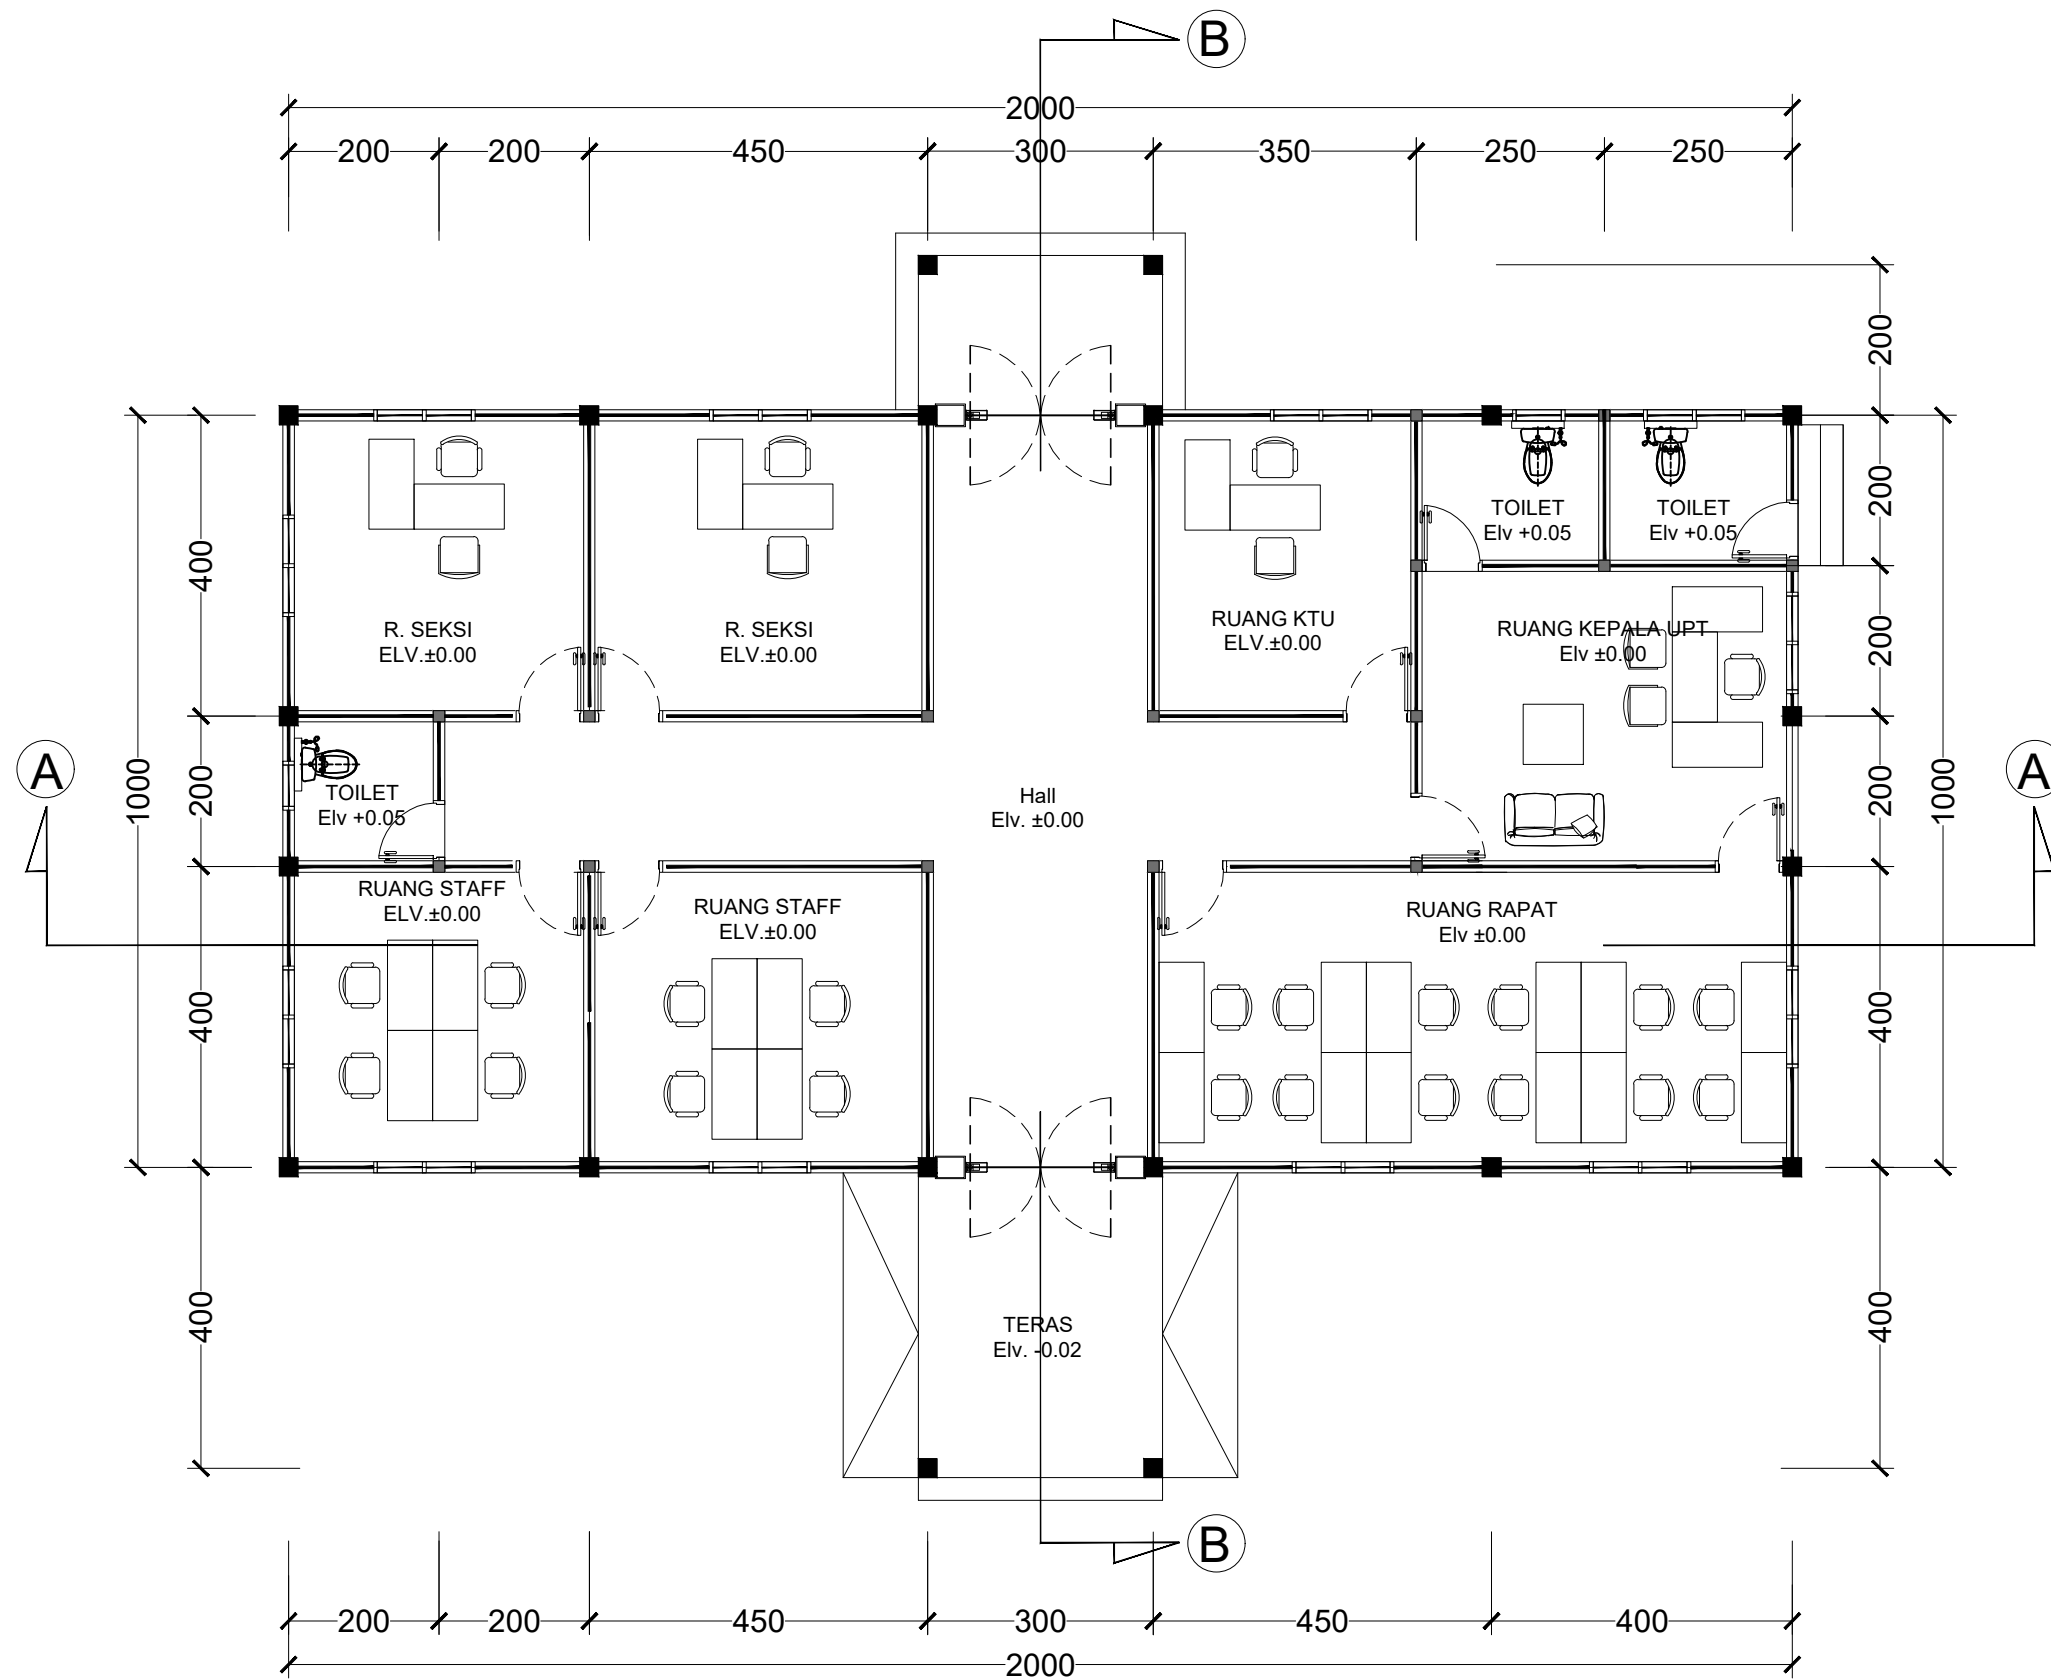 B
2000
200 200 450 300 350 250 250
200
TOILET
Elv +0.05
TOILET
Elv +0.05
200
400
R. SEKSI
ELV.±0.00
R. SEKSI
ELV.±0.00
RUANG KTU
ELV.±0.00
RUANG KEPALA UPT
Elv ±0.00
200
A
1000
200
TOILET
Elv +0.05
Hall
Elv. ±0.00
200
1000
A
RUANG STAFF
ELV.±0.00
RUANG STAFF
ELV.±0.00
RUANG RAPAT
Elv ±0.00
400
400
400
TERAS
Elv. -0.02
400
B
200 200 450 300 450 400
2000